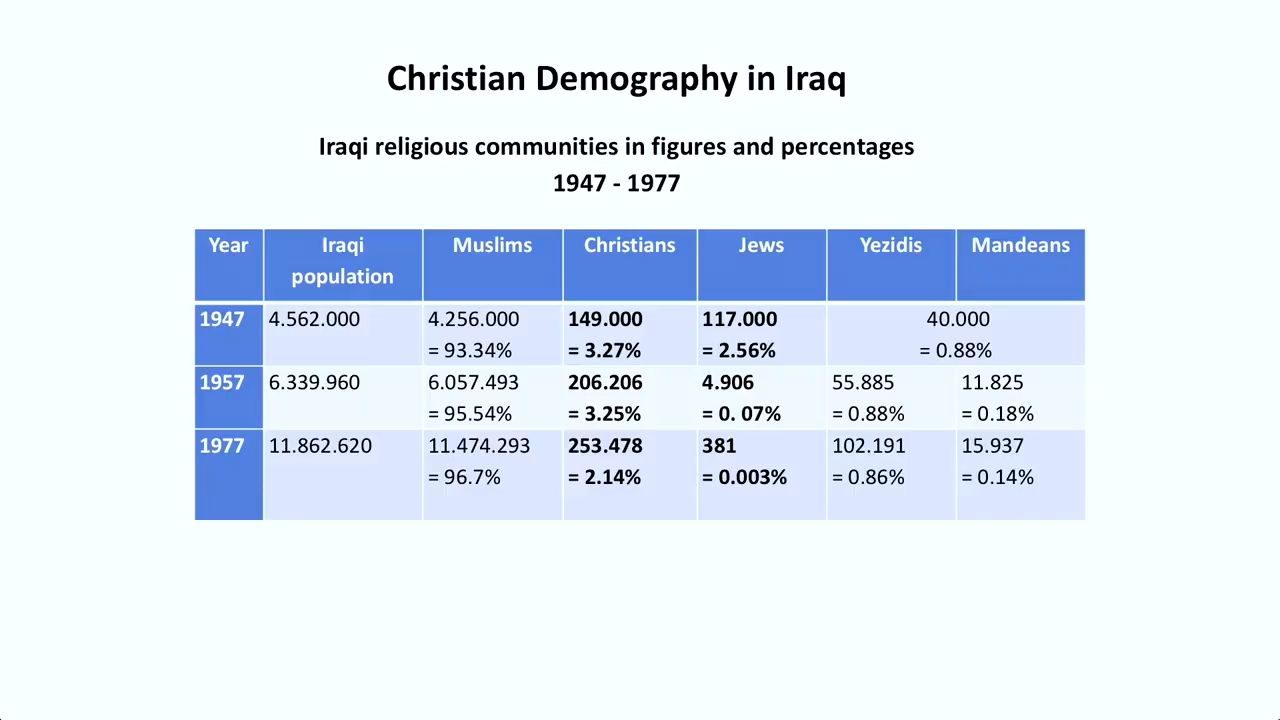 Christian Demography in Iraq
Iraqi religious communities in figures and percentages
1947 - 1977
Year Iraqi population Muslims Christians Jews Yezidis Mandeans
1947 4.562.000 4.256.000 149.000 117.000 40.000
= 93.34% = 3.27% = 2.56% = 0.88%
1957 6.339.960 6.057.493 206.206 4.906 55.885 11.825
= 95.54% = 3.25% = 0. 07% = 0.88% = 0.18%
1977 11.862.620 11.474.293 253.478 381 102.191 15.937
= 96.7% = 2.14% = 0.003% = 0.86% = 0.14%